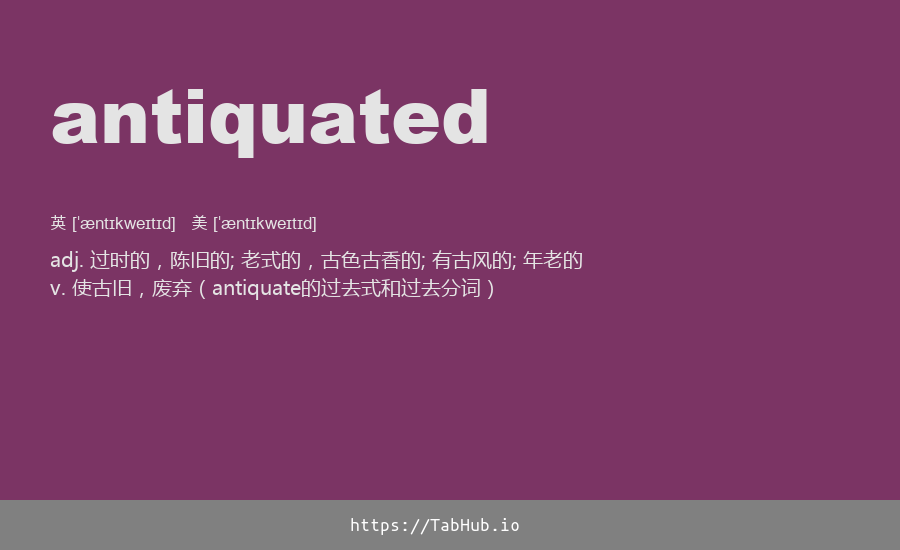 antiquated
英 [ˈæntɪkweɪtɪd] 美 [ˈæntɪkweɪtɪd]
adj. 过时的，陈旧的; 老式的，古色古香的; 有古风的; 年老的
v. 使古旧，废弃（antiquate的过去式和过去分词）
https://TabHub.io